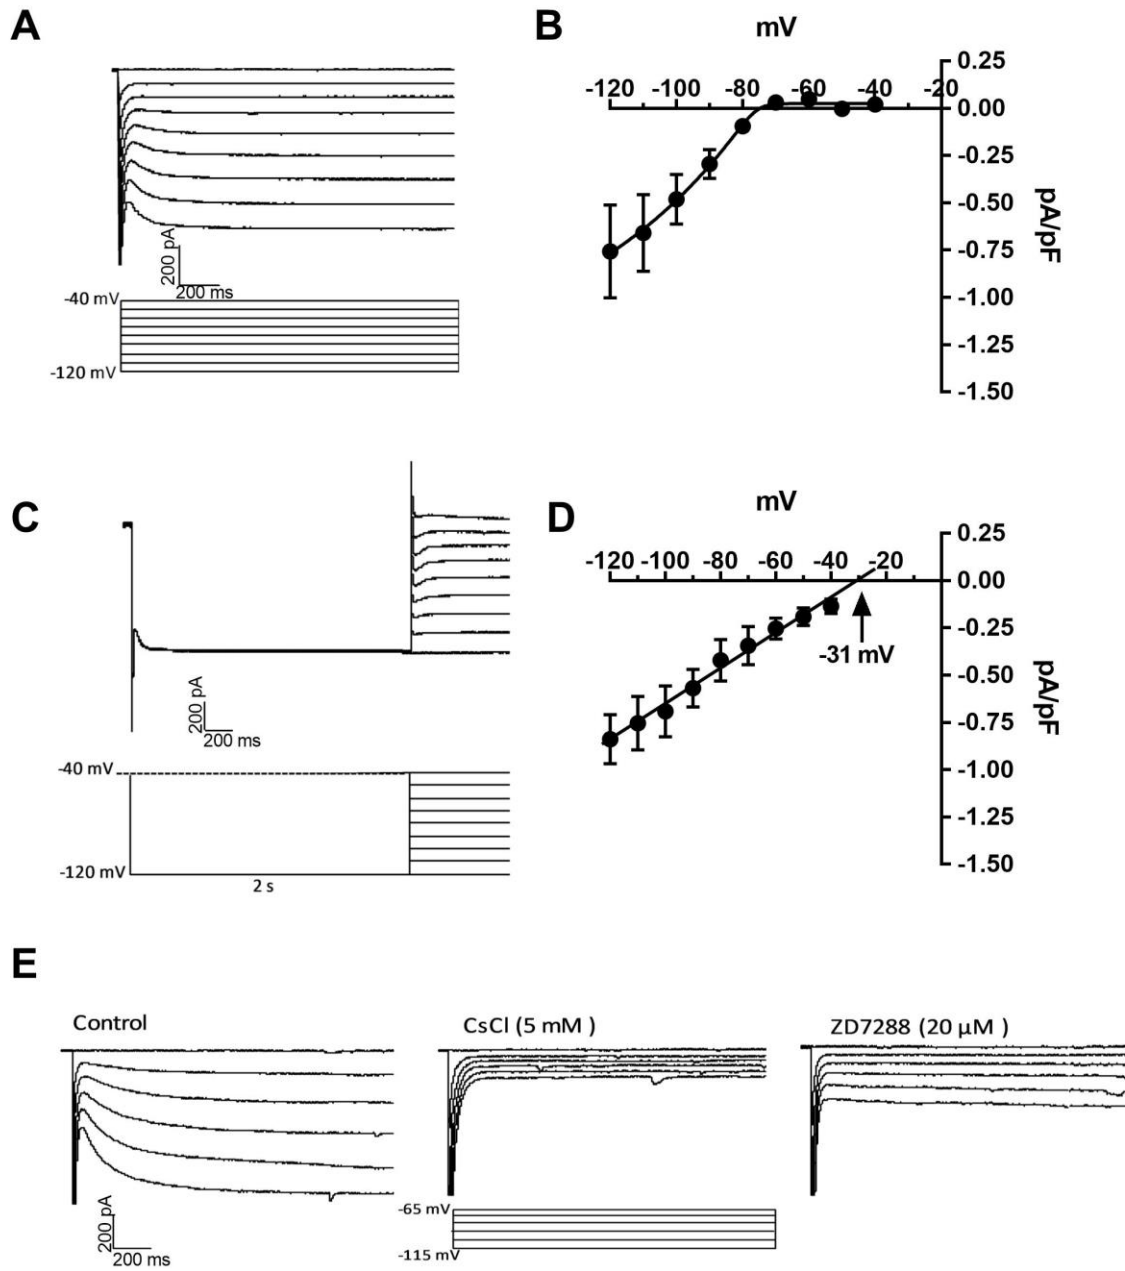 A
200 pA
200 ms
-40 mV
-120 mV
B
mV
-120 -100 -80 -60 -40 -20
0.25
0.00
-0.25
-0.50
-0.75
-1.00
-1.25
-1.50
pA/pF
C
200 pA
200 ms
-40 mV
-120 mV
2 s
D
mV
-120 -100 -80 -60 -40 -20
0.25
0.00
-0.25
-0.50
-0.75
-1.00
-1.25
-1.50
pA/pF
-31 mV
E
Control
200 pA
200 ms
CsCl (5 mM )
-65 mV
-115 mV
ZD7288 (20 µM )